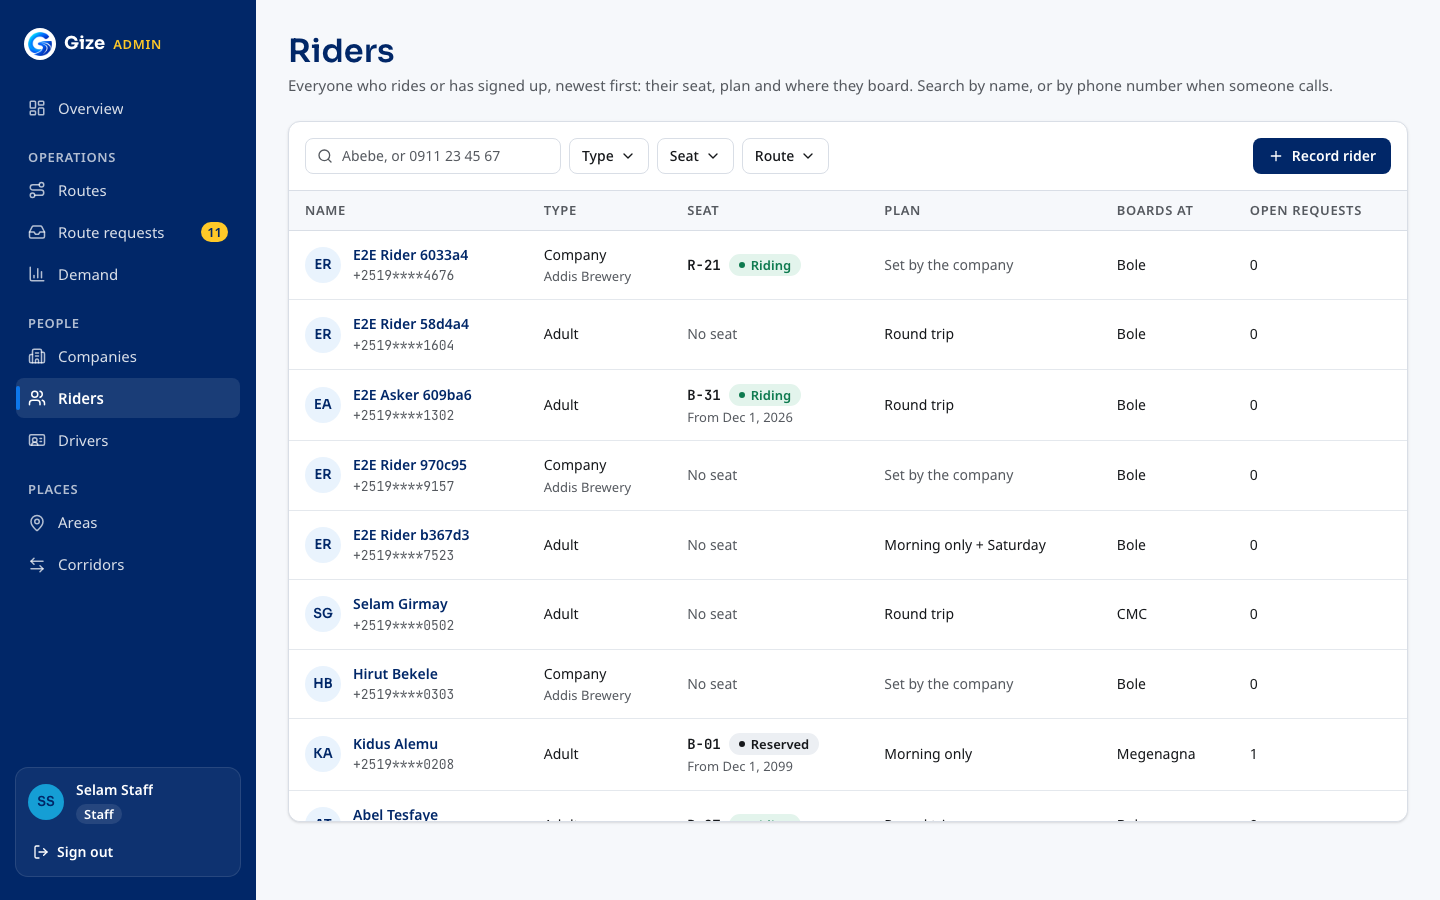 Gize ADMIN
Overview
OPERATIONS
Routes
Route requests 11
Demand
PEOPLE
Companies
Riders
Drivers
PLACES
Areas
Corridors
SS Selam Staff
Staff
Sign out
Riders
Everyone who rides or has signed up, newest first: their seat, plan and where they board. Search by name, or by phone number when someone calls.
Abebe, or 0911 23 45 67 Type Seat Route + Record rider
NAME TYPE SEAT PLAN BOARDS AT OPEN REQUESTS
ER E2E Rider 6033a4 Company R-21 Riding Set by the company Bole 0
+2519****4676 Addis Brewery
ER E2E Rider 58d4a4 Adult No seat Round trip Bole 0
+2519****1604
EA E2E Asker 609ba6 Adult B-31 Riding Round trip Bole 0
+2519****1302 From Dec 1, 2026
ER E2E Rider 970c95 Company No seat Set by the company Bole 0
+2519****9157 Addis Brewery
ER E2E Rider b367d3 Adult No seat Morning only + Saturday Bole 0
+2519****7523
SG Selam Girmay Adult No seat Round trip CMC 0
+2519****0502
HB Hirut Bekele Company No seat Set by the company Bole 0
+2519****0303 Addis Brewery
KA Kidus Alemu Adult B-01 Reserved Morning only Megenagna 1
+2519****0208 From Dec 1, 2099
Abel Tesfaye